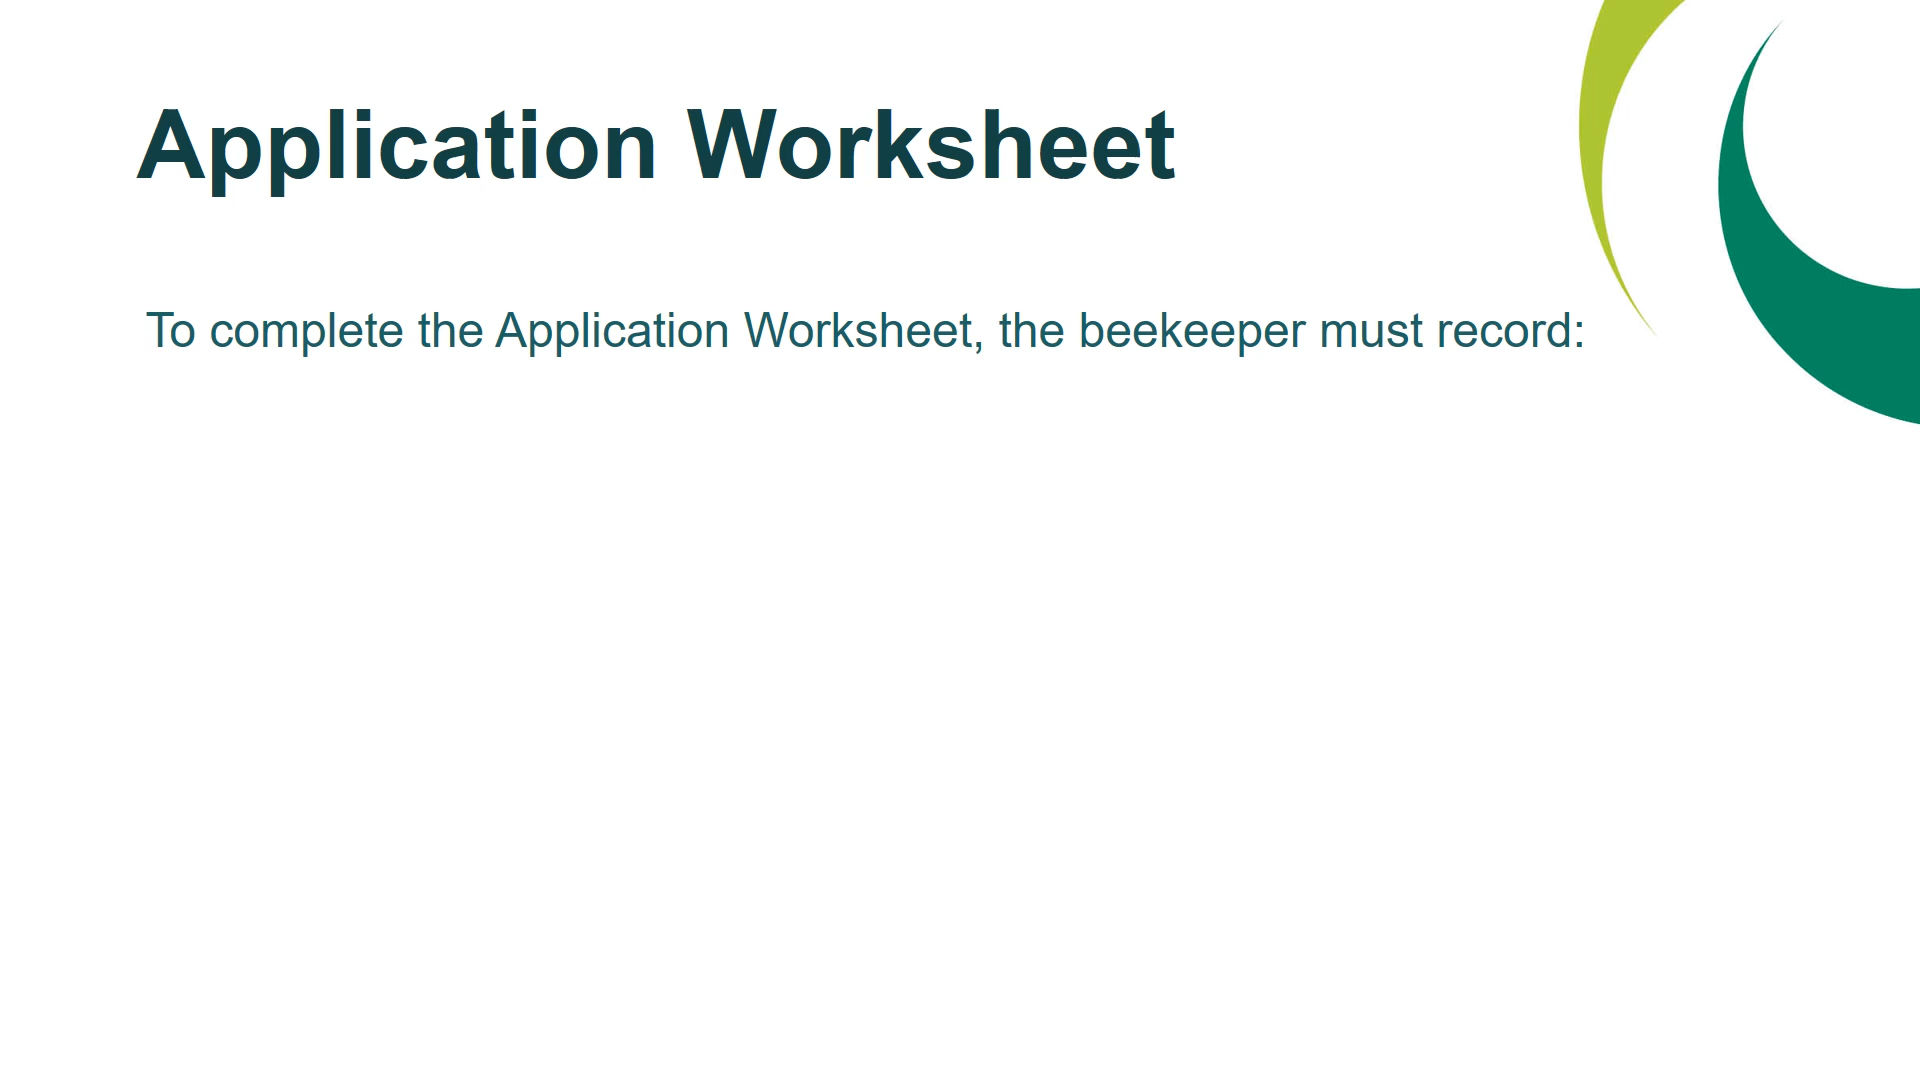 Application Worksheet
To complete the Application Worksheet, the beekeeper must record: